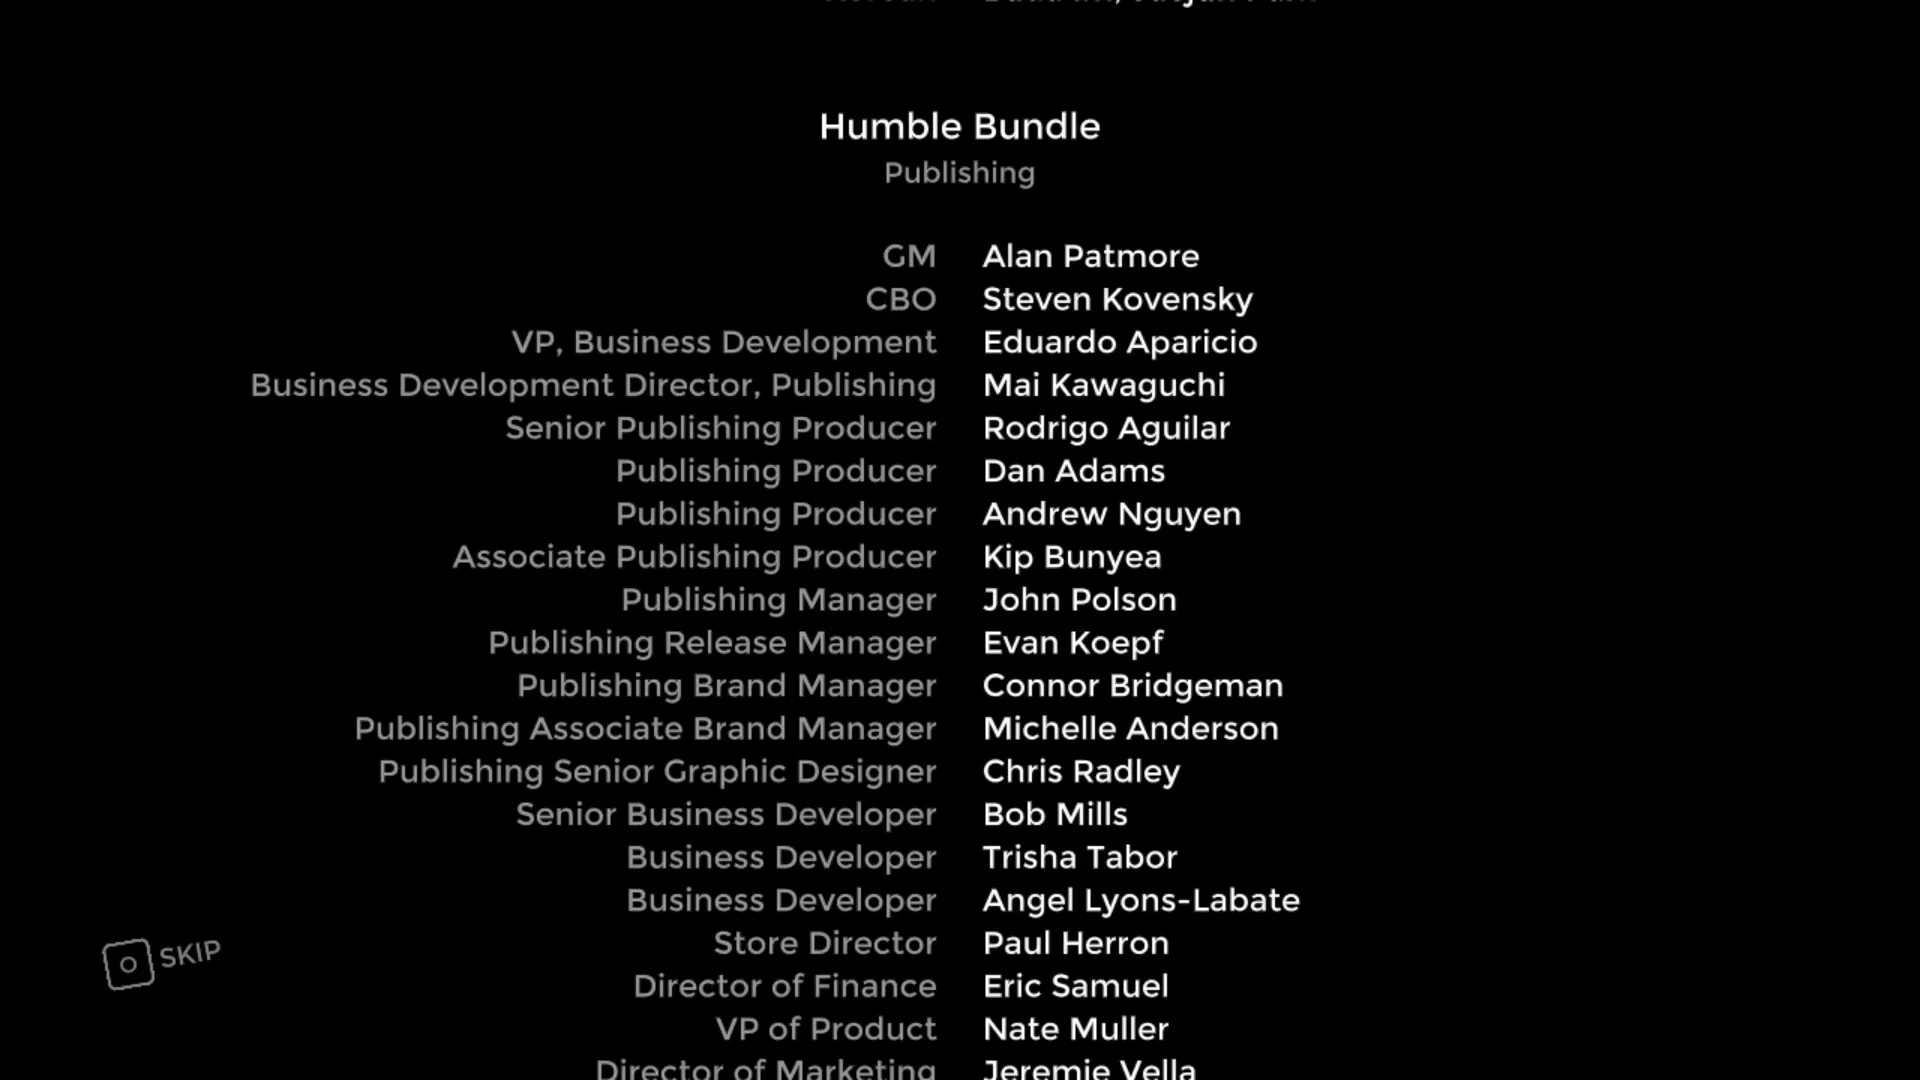 Humble Bundle
Publishing
GM Alan Patmore
CBO Steven Kovensky
VP, Business Development Eduardo Aparicio
Business Development Director, Publishing Mai Kawaguchi
Senior Publishing Producer Rodrigo Aguilar
Publishing Producer Dan Adams
Publishing Producer Andrew Nguyen
Associate Publishing Producer Kip Bunyea
Publishing Manager John Polson
Publishing Release Manager Evan Koepf
Publishing Brand Manager Connor Bridgeman
Publishing Associate Brand Manager Michelle Anderson
Publishing Senior Graphic Designer Chris Radley
Senior Business Developer Bob Mills
Business Developer Trisha Tabor
Business Developer Angel Lyons-Labate
Store Director Paul Herron
SKIP
Director of Finance Eric Samuel
VP of Product Nate Muller
Director of Marketing Jeremie Vella